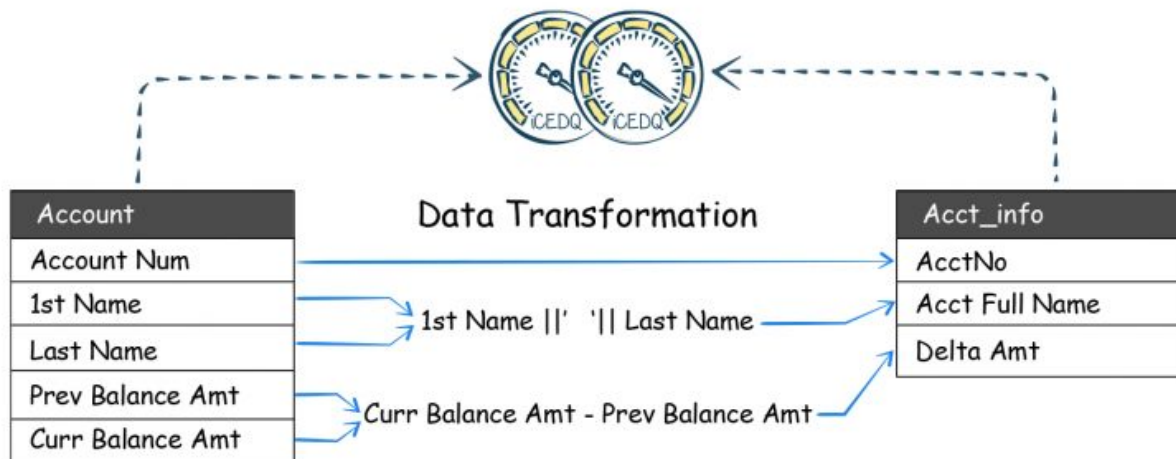 iCEDQ
iCEDQ
Account
Data Transformation
Acct_info
Account Num
AcctNo
1st Name
1st Name ||' '|| Last Name
Acct Full Name
Last Name
Delta Amt
Prev Balance Amt
Curr Balance Amt - Prev Balance Amt
Curr Balance Amt